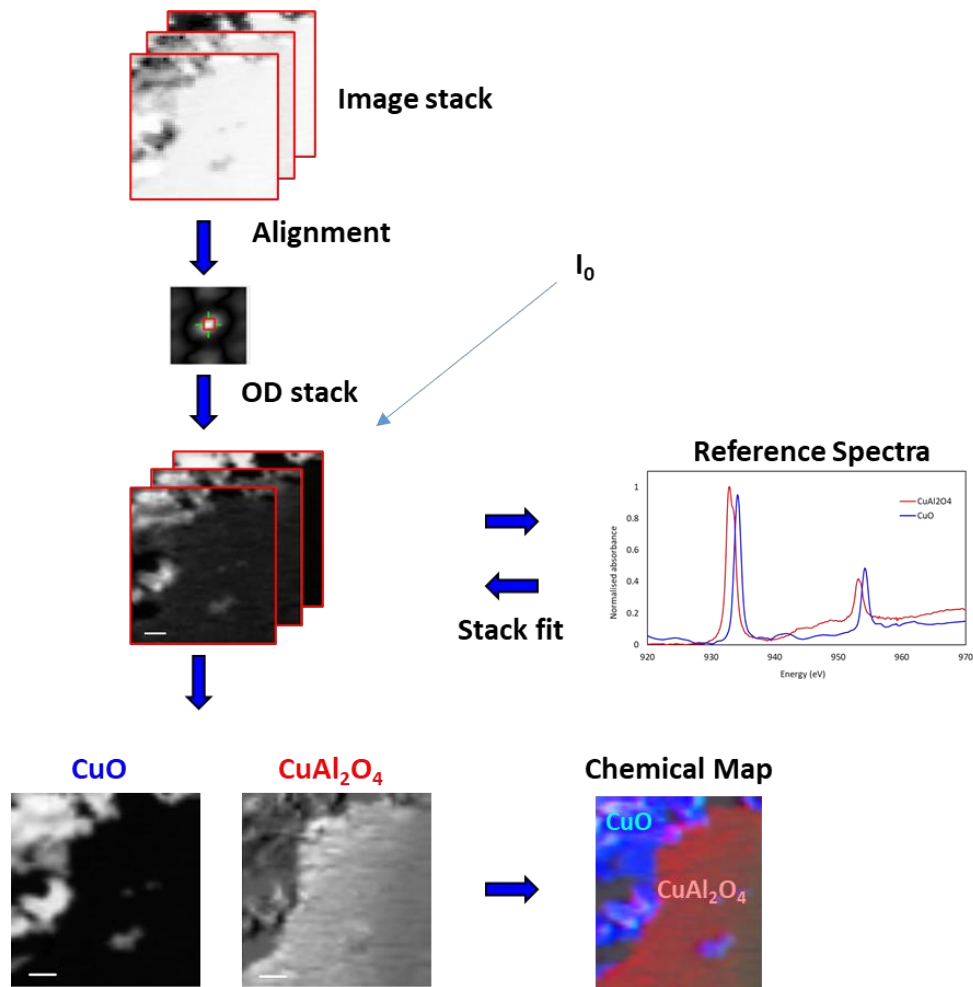 Image stack
Alignment
I₀
OD stack
Reference Spectra
1
0.8
0.6
0.4
0.2
0
Normalised absorbance
CuAl2O4
CuO
920
930
940
950
960
970
Energy (eV)
Stack fit
CuO
CuAl₂O₄
Chemical Map
CuO
CuAl₂O₄